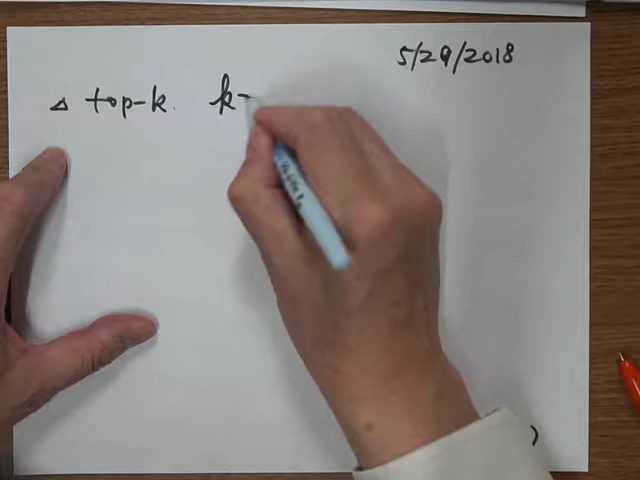 5/29/2018
△ top-k. k-